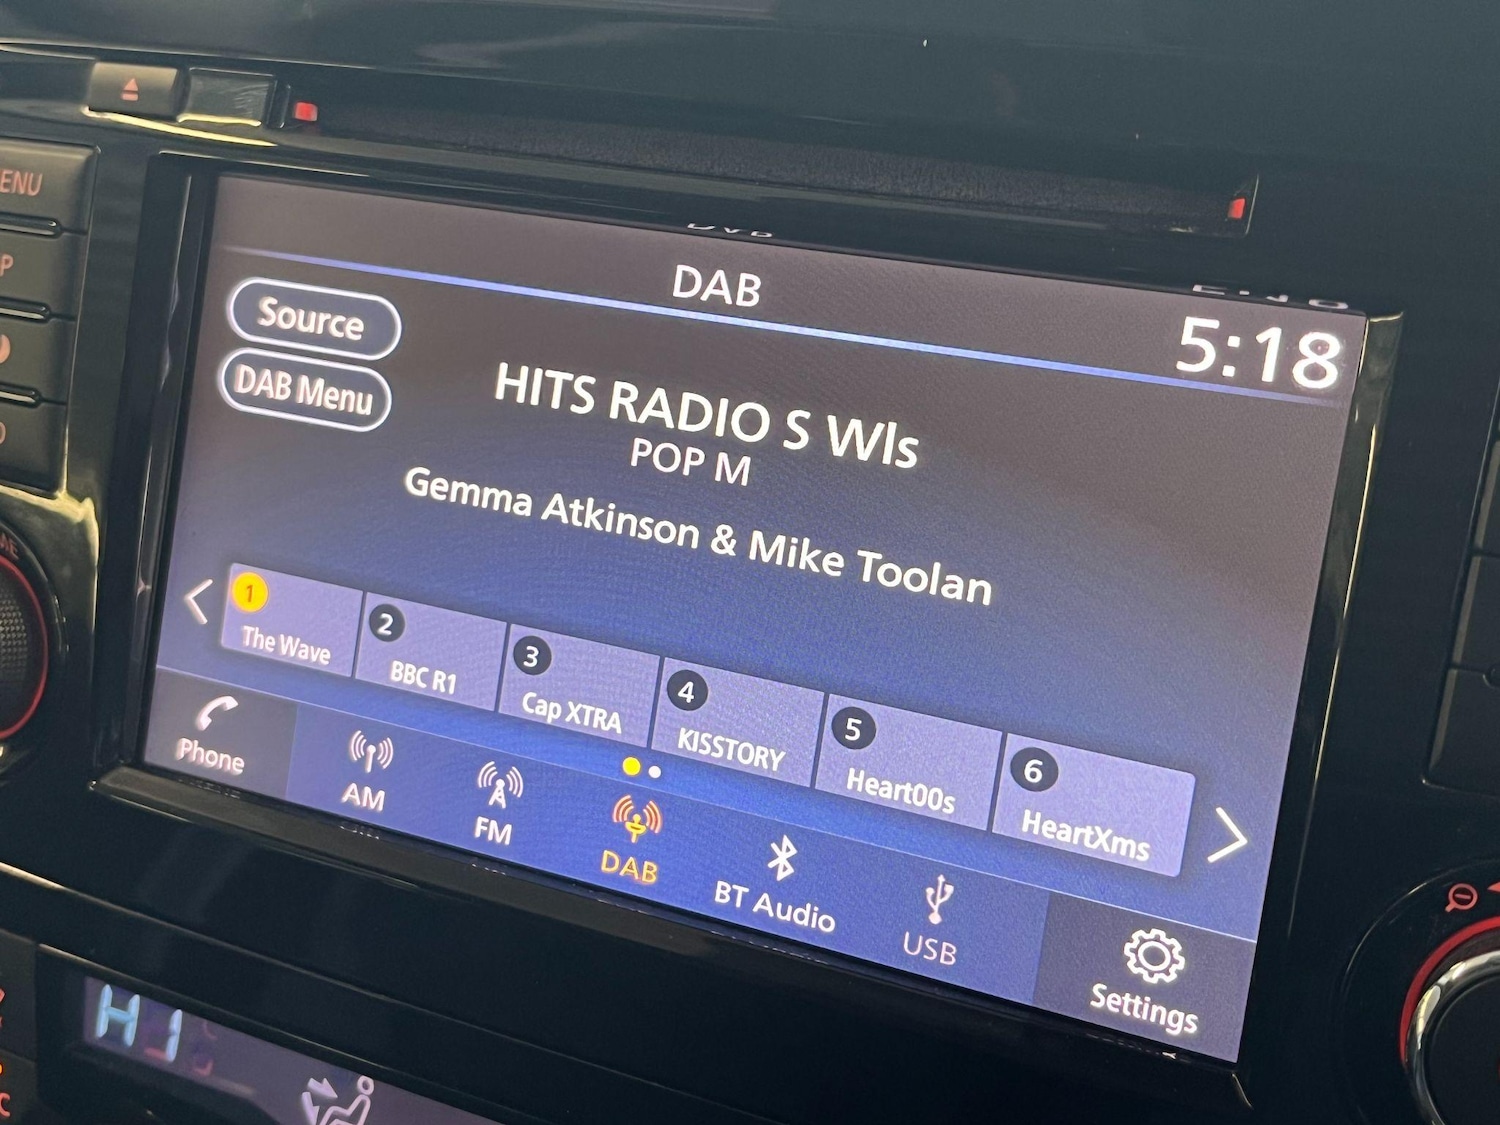 DAB
5:18
Source
DAB Menu
HITS RADIO S Wls
POP M
Gemma Atkinson & Mike Toolan
1
The Wave
2
BBC R1
3
Cap XTRA
4
KISSTORY
5
Heart00s
6
HeartXms
Phone
AM
FM
DAB
BT Audio
USB
Settings
HI